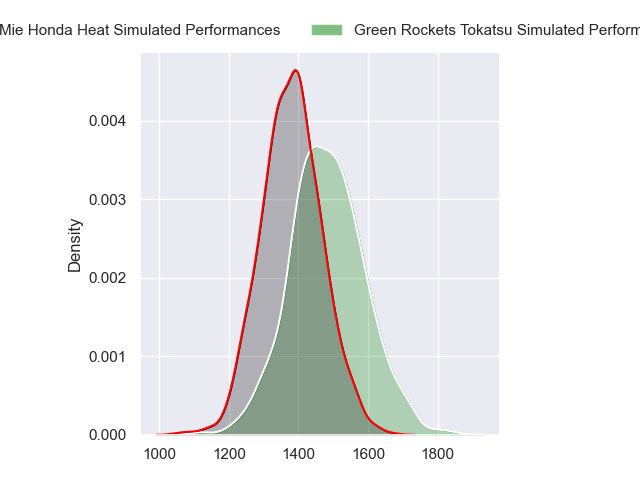 Mie Honda Heat Simulated Performances
Green Rockets Tokatsu Simulated Perform
Density
0.004
0.003
0.002
0.001
0.000
1000 1200 1400 1600 1800